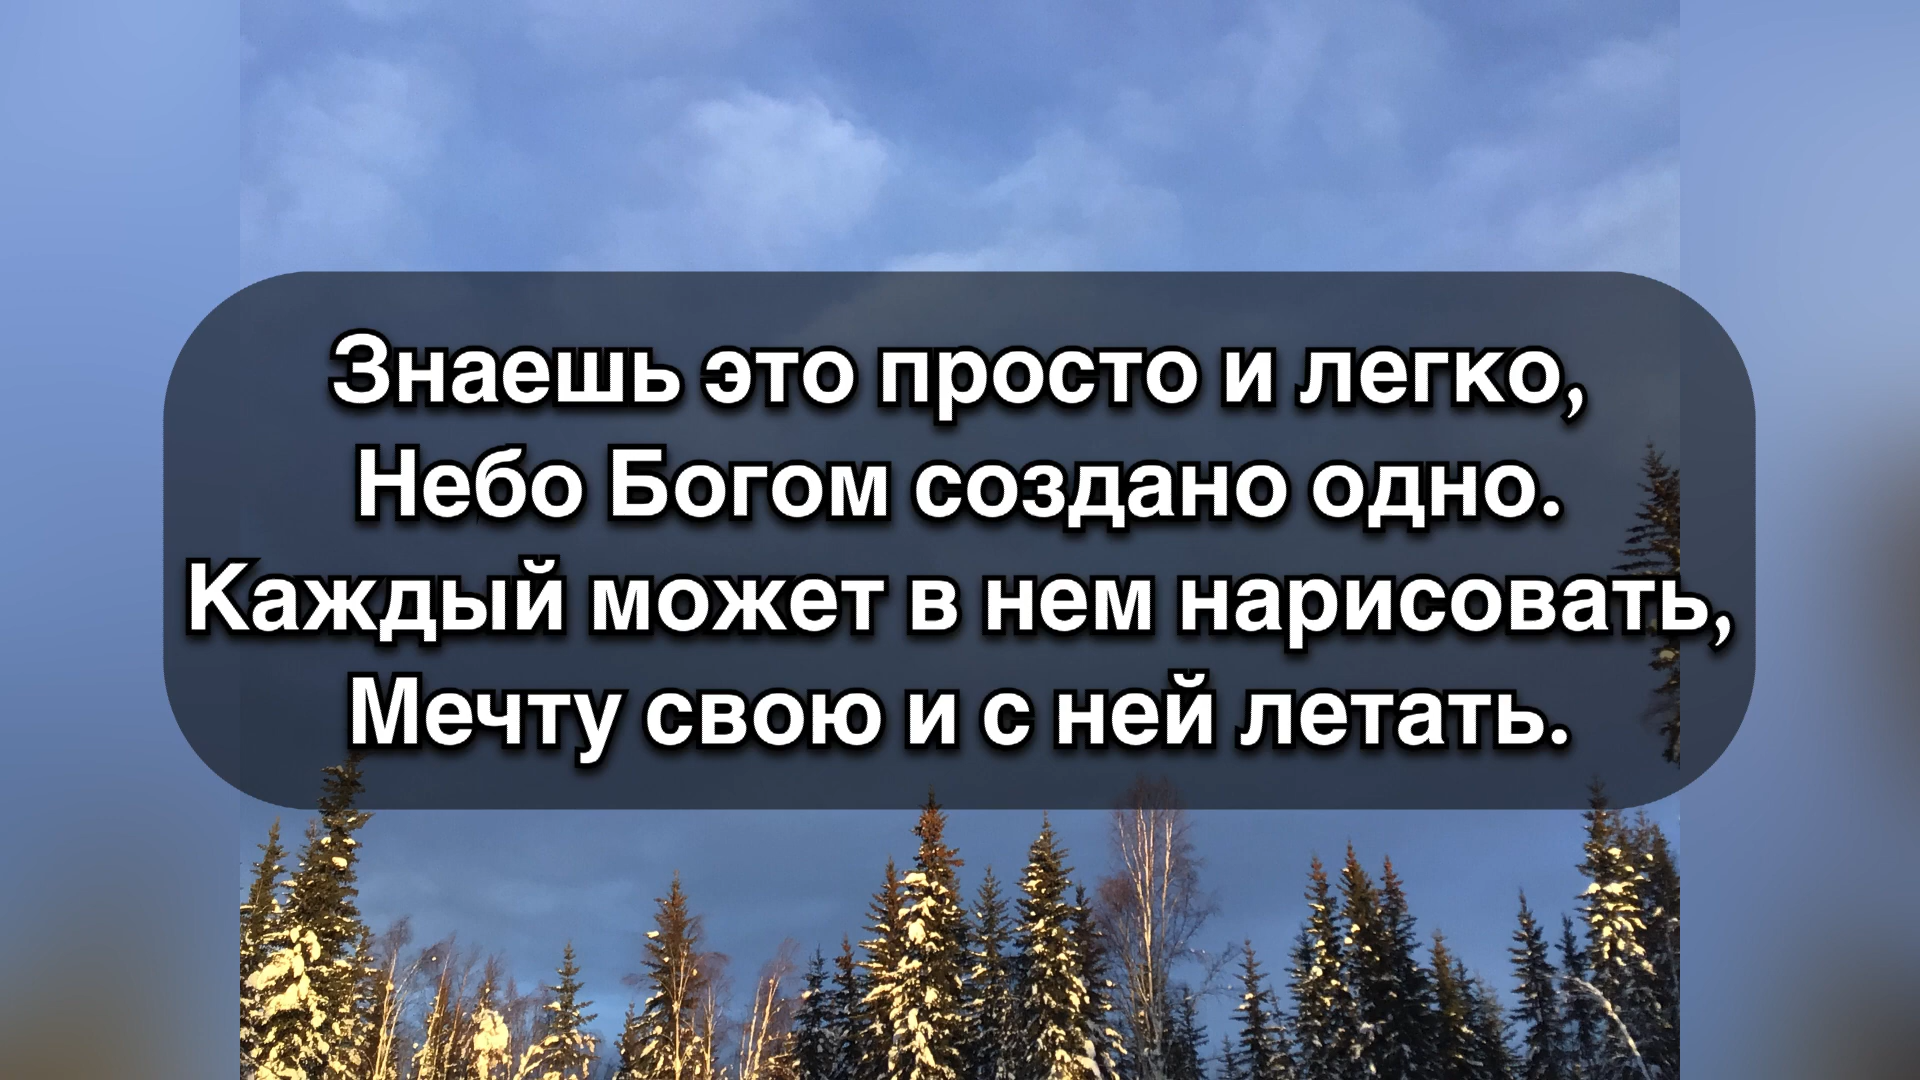 Знаешь это просто и легко,
Небо Богом создано одно.
Каждый может в нем нарисовать,
Мечту свою и с ней летать.